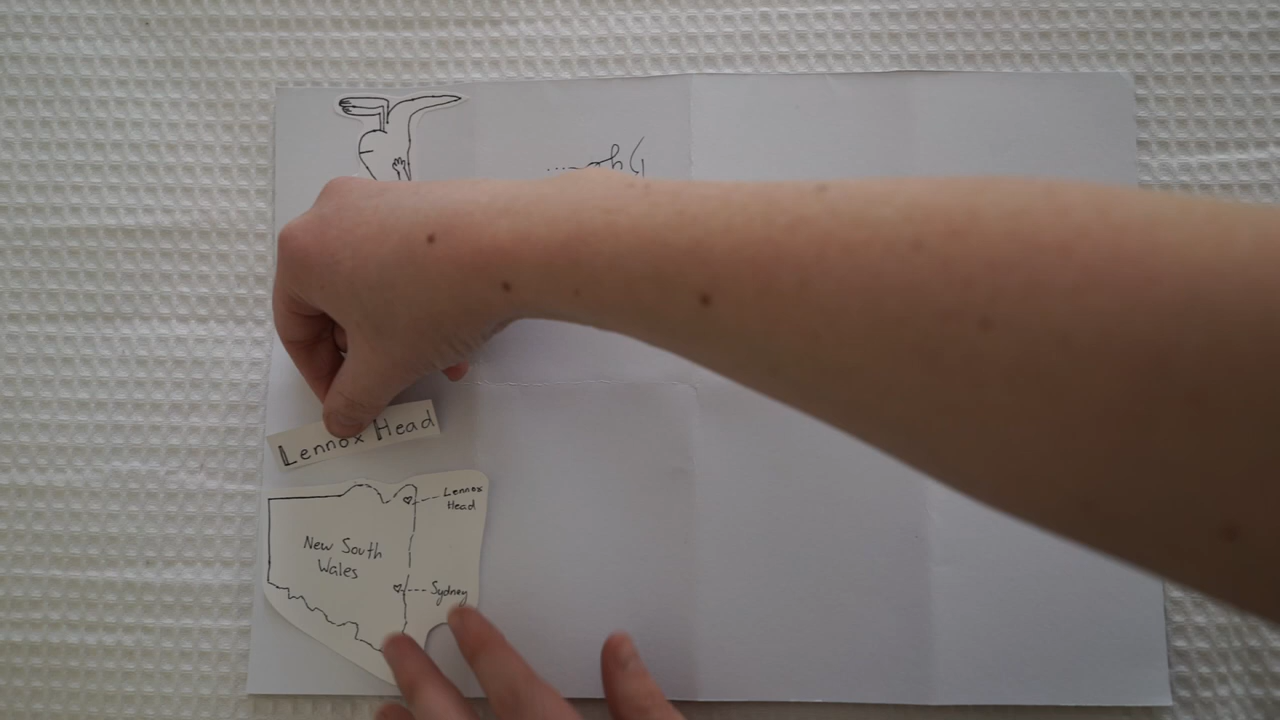 Lennox Head
Lennox
Head
New South
Wales
Sydney